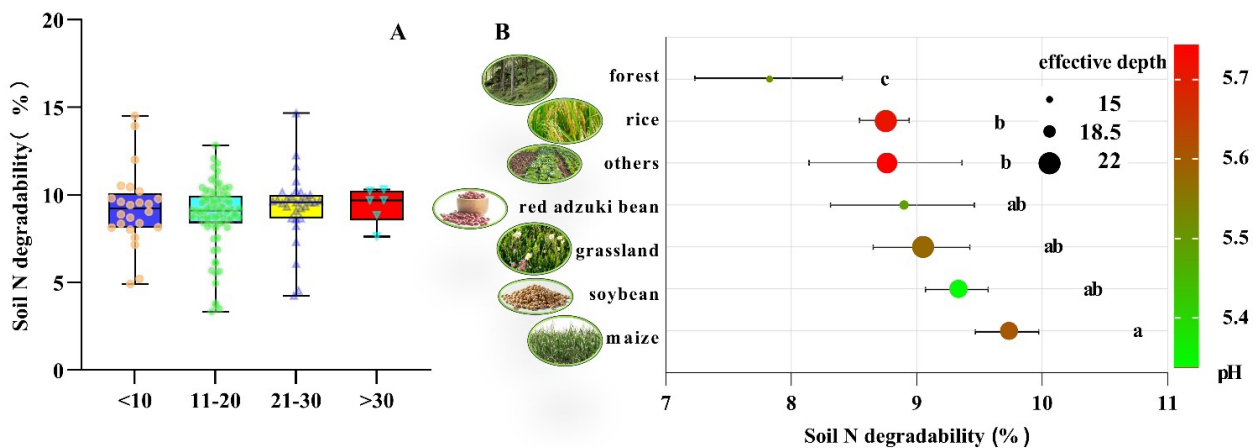 A
Soil N degradability( %)
20
15
10
5
0
<10 11-20 21-30 >30
B
forest
rice
others
red adzuki bean
grassland
soybean
maize
c
b
b
ab
ab
ab
a
effective depth
15
18.5
22
5.7
5.6
5.5
5.4
pH
7 8 9 10 11
Soil N degradability (%)